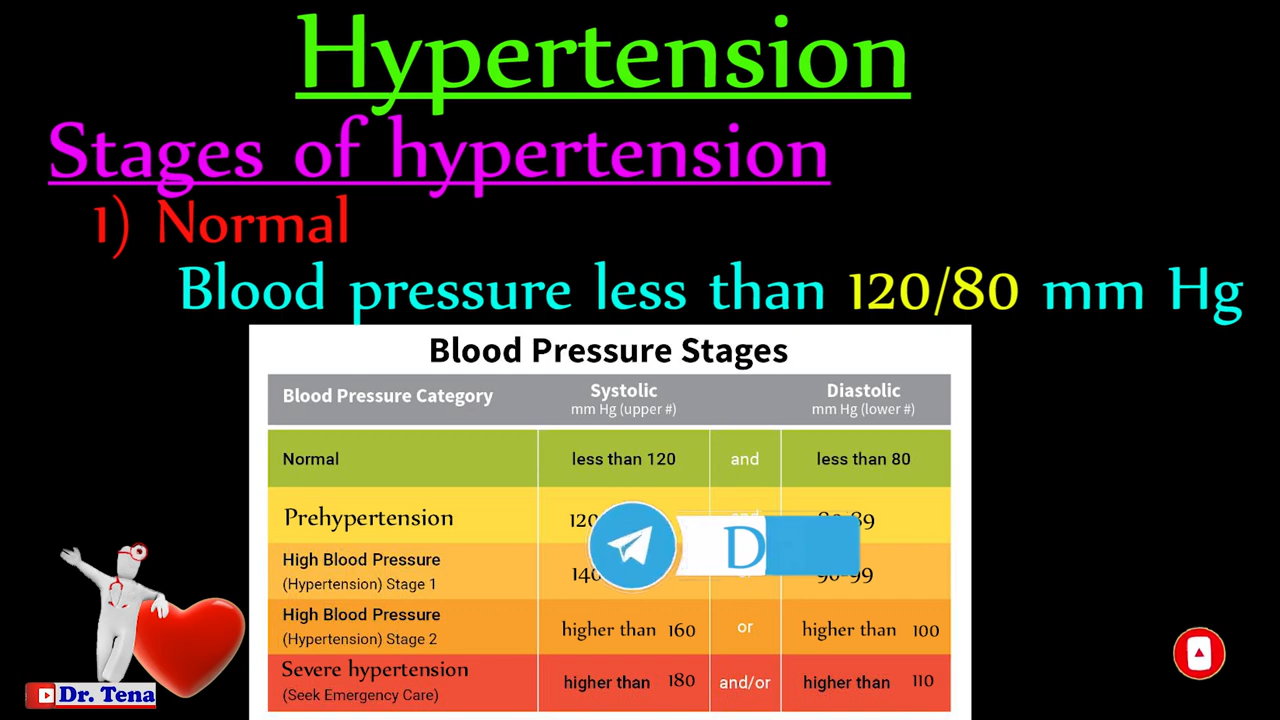 Hypertension
Stages of hypertension
1) Normal
Blood pressure less than 120/80 mm Hg
Blood Pressure Stages
Blood Pressure Category Systolic Diastolic
mm Hg (upper #) mm Hg (lower #)
Normal less than 120 and less than 80
Prehypertension 120
High Blood Pressure
(Hypertension) Stage 1 140
High Blood Pressure
(Hypertension) Stage 2 higher than 160 or higher than 100
Severe hypertension
(Seek Emergency Care) higher than 180 and/or higher than 110
D
Dr. Tena